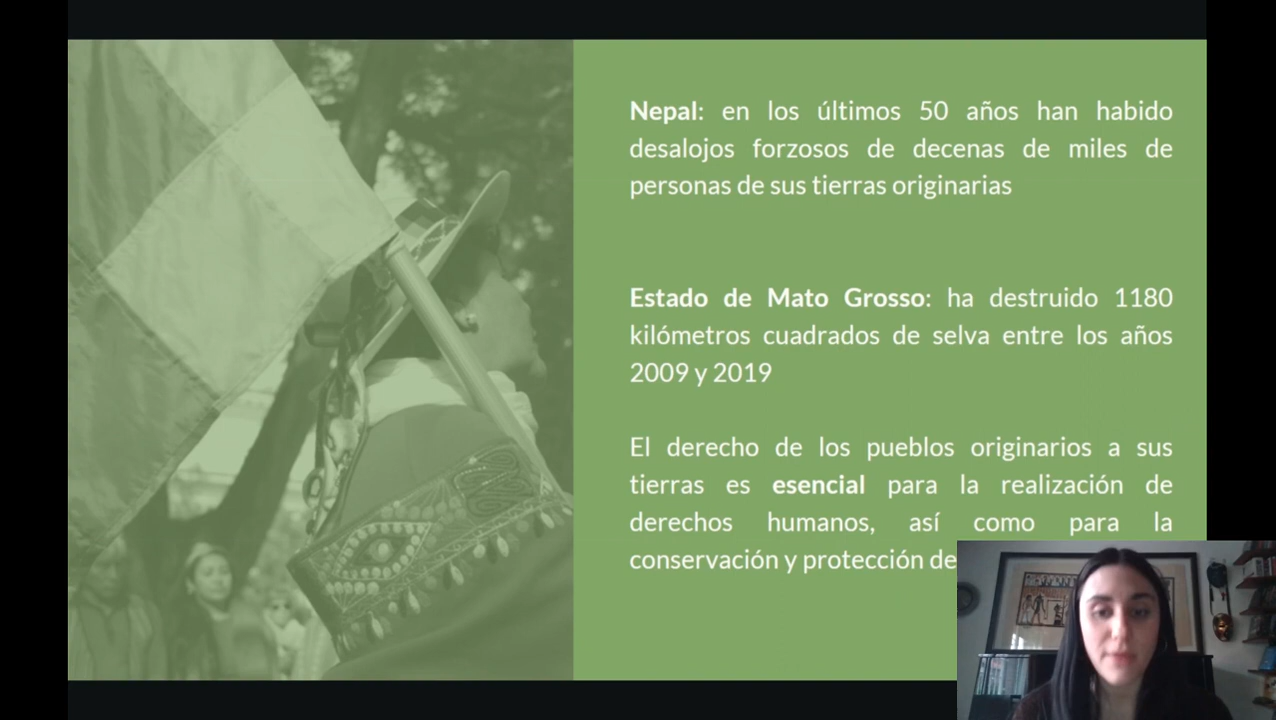 Nepal: en los últimos 50 años han habido
desalojos forzosos de decenas de miles de
personas de sus tierras originarias
Estado de Mato Grosso: ha destruido 1180
kilómetros cuadrados de selva entre los años
2009 y 2019
El derecho de los pueblos originarios a sus
tierras es esencial para la realización de
derechos humanos, así como para la
conservación y protección de